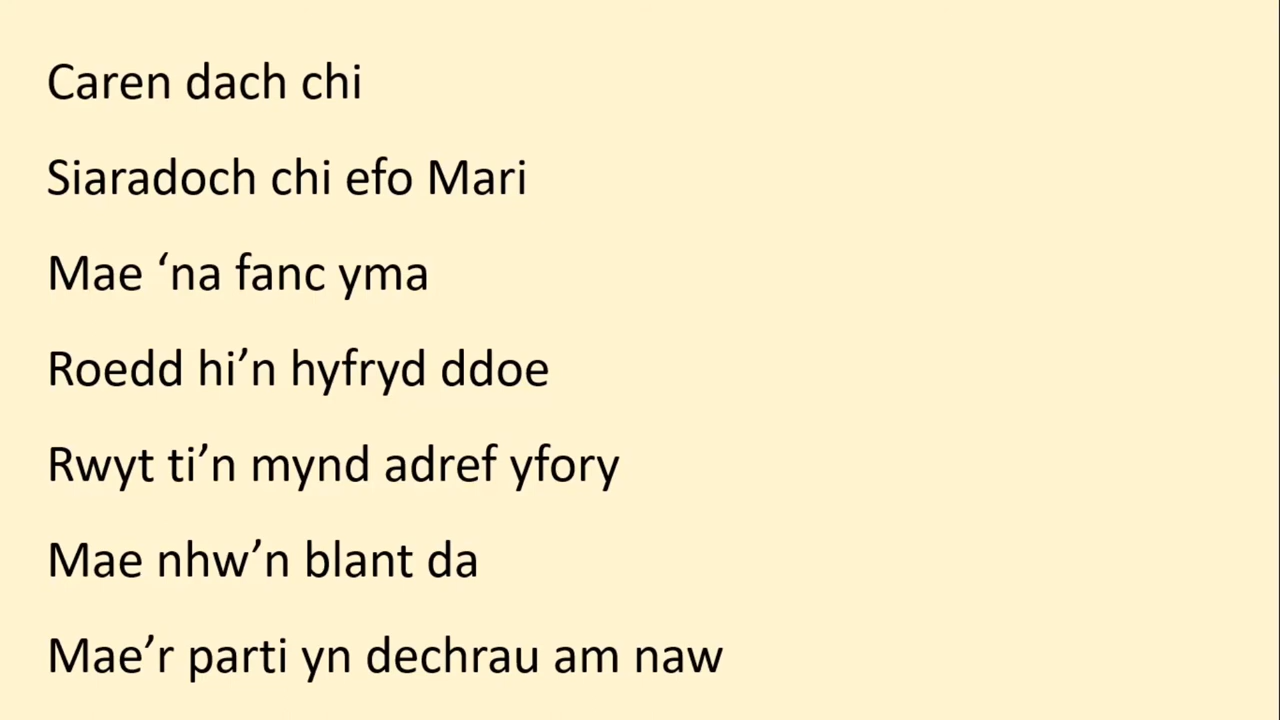 Caren dach chi
Siaradoch chi efo Mari
Mae ‘na fanc yma
Roedd hi’n hyfryd ddoe
Rwyt ti’n mynd adref yfory
Mae nhw’n blant da
Mae’r parti yn dechrau am naw